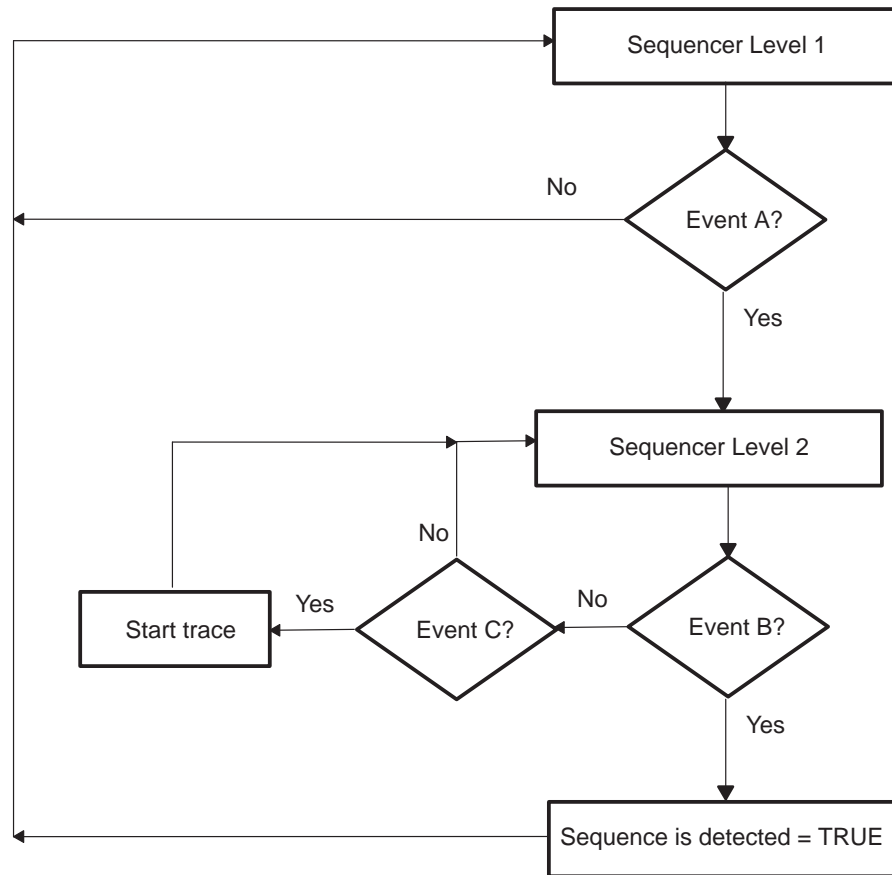 Sequencer Level 1
No
Event A?
Yes
Sequencer Level 2
No
Yes
No
Start trace
Event C?
Event B?
Yes
Sequence is detected = TRUE